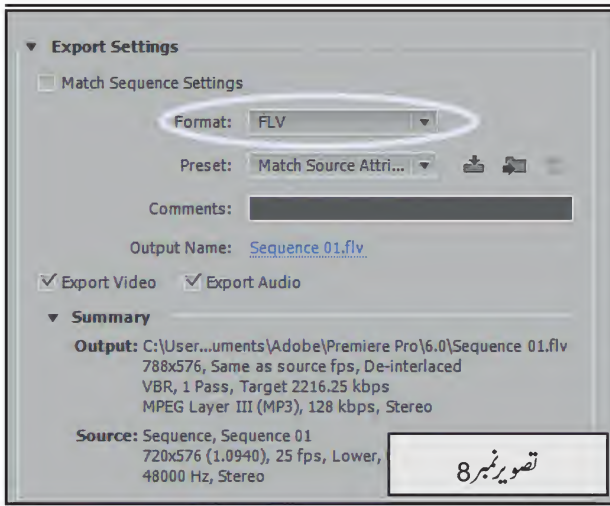 Export Settings
Match Sequence Settings
Format: FLV
Preset: Match Source Attri...
Comments:
Output Name: Sequence 01.flv
Export Video Export Audio
Summary
Output: C:\User...uments\Adobe\Premiere Pro\6.0\Sequence 01.flv
788x576, Same as source fps, De-interlaced
VBR, 1 Pass, Target 2216.25 kbps
MPEG Layer III (MP3), 128 kbps, Stereo
Source: Sequence, Sequence 01
720x576 (1.0940), 25 fps, Lower,
48000 Hz, Stereo
تصویر نمبر 8